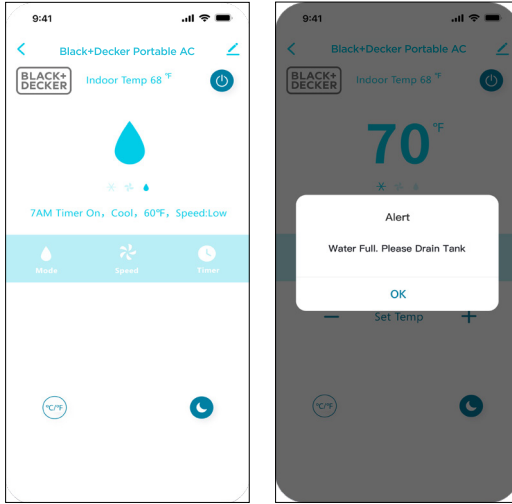 9:41
Black+Decker Portable AC
BLACK+
DECKER
Indoor Temp 68 °F
7AM Timer On, Cool, 60°F, Speed:Low
Mode
Speed
Timer
°C/°F
9:41
Black+Decker Portable AC
BLACK+
DECKER
Indoor Temp 68 °F
70°F
Alert
Water Full. Please Drain Tank
OK
— Set Temp +
°C/°F